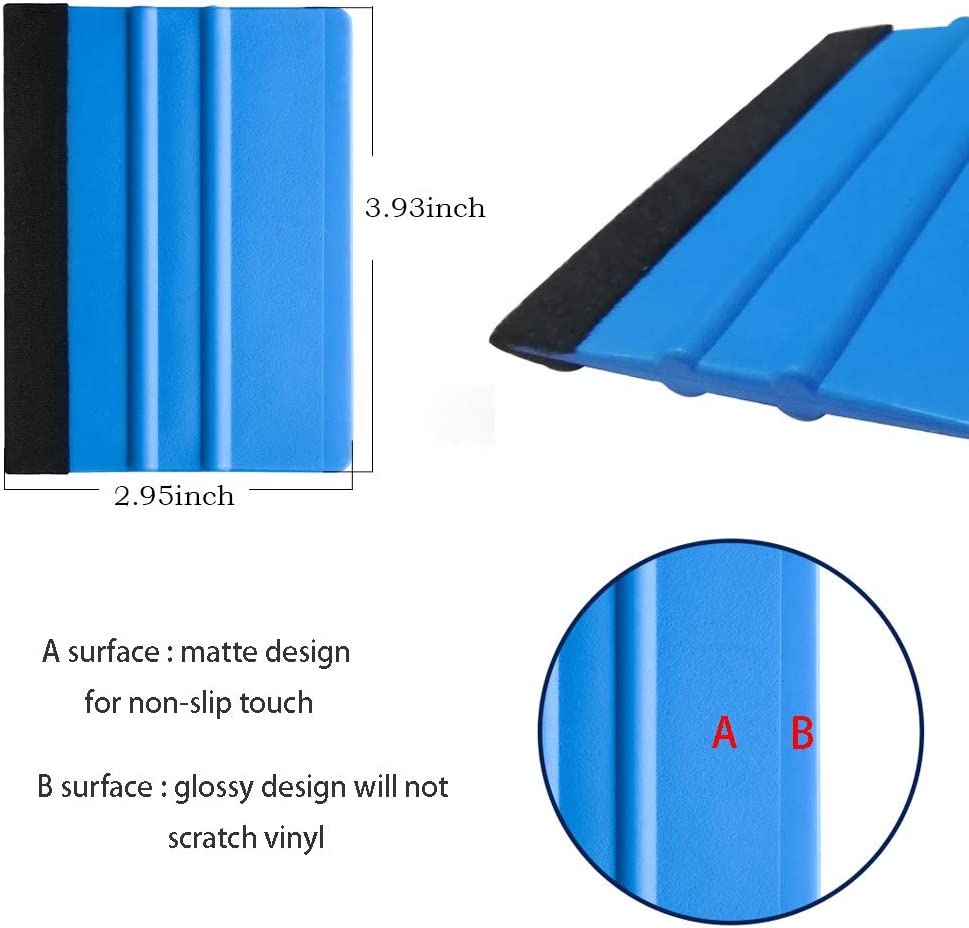 3.93inch
2.95inch
A surface : matte design
for non-slip touch
B surface : glossy design will not
scratch vinyl
A B